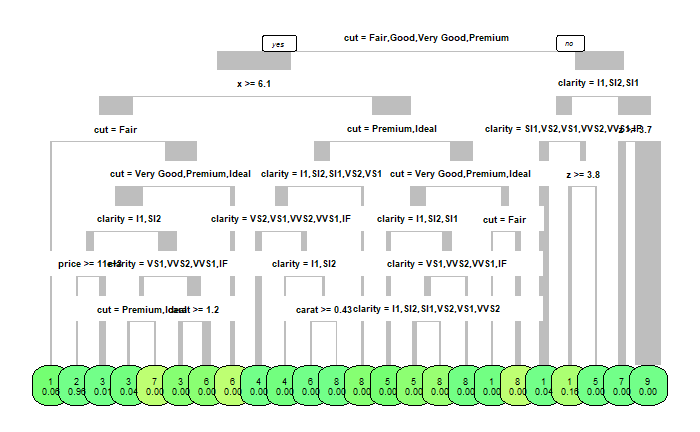 cut = Fair,Good,Very Good,Premium
yes
no
x >= 6.1
clarity = I1,SI2,SI1
cut = Fair
cut = Premium,Ideal
clarity = SI1,VS2,VS1,VVS2,VVS1,IF
3.7
cut = Very Good,Premium,Ideal
clarity = I1,SI2,SI1,VS2,VS1
cut = Very Good,Premium,Ideal
z >= 3.8
clarity = I1,SI2
clarity = VS2,VS1,VVS2,VVS1,IF
clarity = I1,SI2,SI1
cut = Fair
price >=
clarity = VS1,VVS2,VVS1,IF
clarity = I1,SI2
clarity = VS1,VVS2,VVS1,IF
cut = Premium,Ideal
carat >= 1.2
carat >= 0.43
clarity = I1,SI2,SI1,VS2,VS1,VVS2
1 2 3 3 7 3 6 6 4 4 6 8 8 5 5 8 8 1 8 1 1 5 7 9
0.06 0.96 0.01 0.04 0.00 0.00 0.00 0.00 0.00 0.00 0.00 0.00 0.00 0.00 0.00 0.00 0.00 0.00 0.00 0.04 0.16 0.00 0.00 0.00